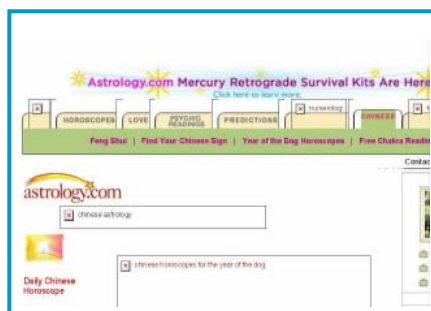 Astrology.com Mercury Retrograde Survival Kits Are Here
Click here to learn more.
numerolog
HOROSCOPES LOVE PSYCHIC READINGS PREDICTIONS CHINESE
Feng Shui | Find Your Chinese Sign | Year of the Dog Horoscopes | Free Chakra Readin
Contac
astrology.com
chinese astrology
chinese horoscopes for the year of the dog
Daily Chinese
Horoscope